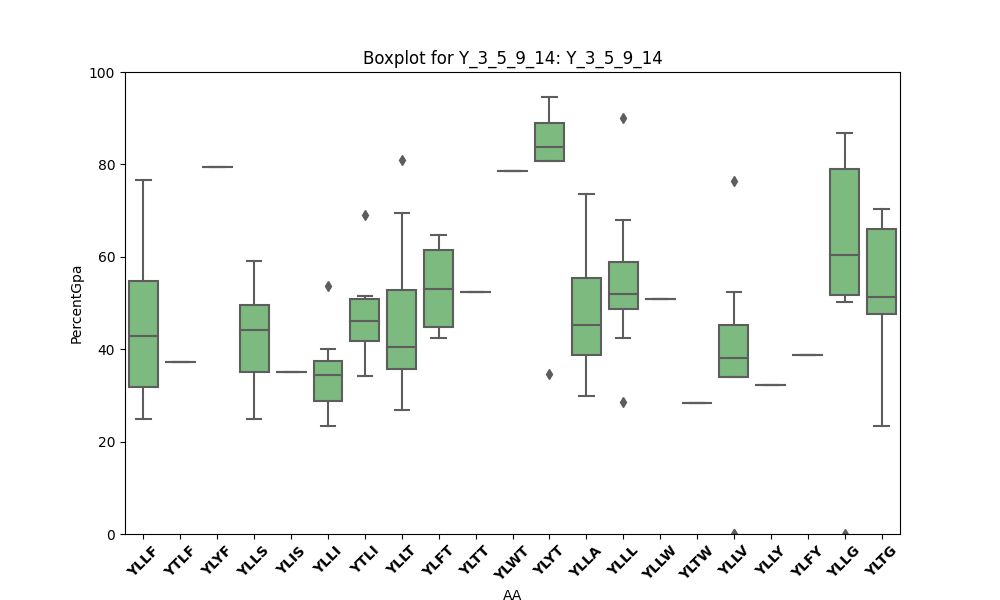 Boxplot for Y_3_5_9_14: Y_3_5_9_14
100
80
60
40
20
0
PercentGpa
YLLF YTLF YLYF YLLS YLIS YLLI YTLI YLLT YLFT YLTT YLWT YLYT YLLA YLLL YLLW YLTW YLLV YLLY YLFY YLLG YLTG
AA